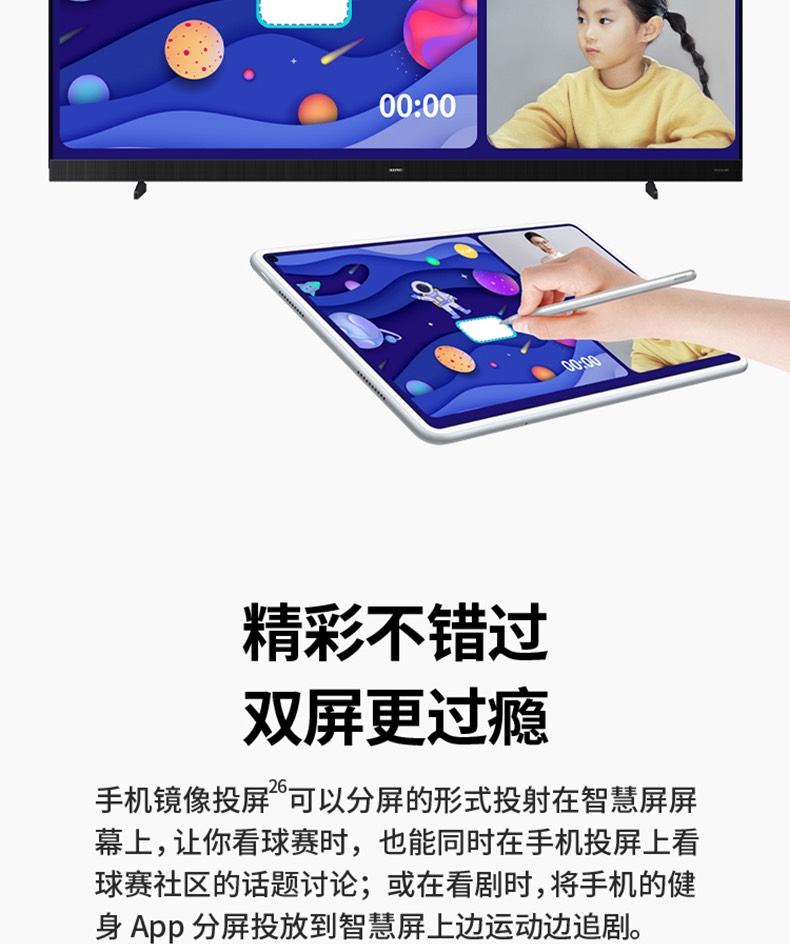 00:00
00:00
精彩不错过
双屏更过瘾
手机镜像投屏26可以分屏的形式投射在智慧屏屏
幕上，让你看球赛时，也能同时在手机投屏上看
球赛社区的话题讨论；或在看剧时，将手机的健
身 App 分屏投放到智慧屏上边运动边追剧。